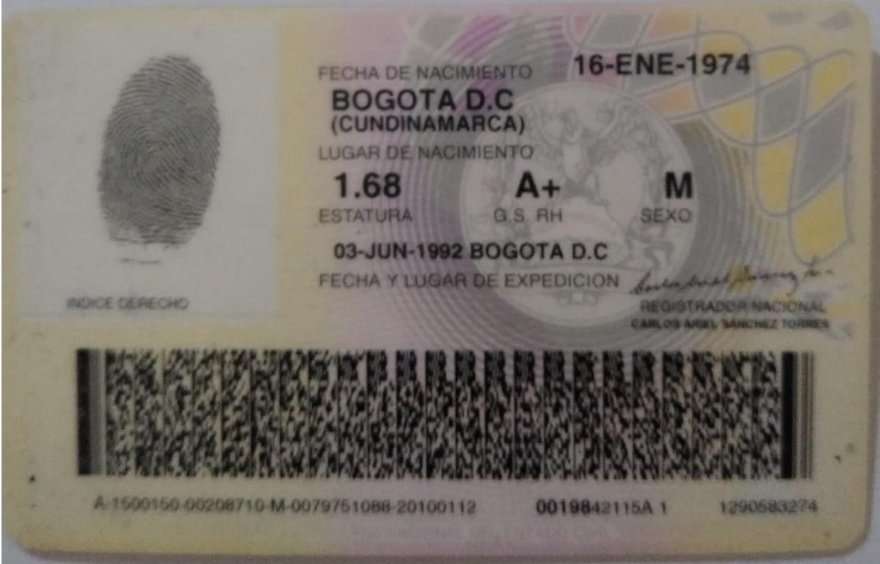 FECHA DE NACIMIENTO 16-ENE-1974
BOGOTA D.C
(CUNDINAMARCA)
LUGAR DE NACIMIENTO
1.68 A+ M
ESTATURA G.S. RH SEXO
03-JUN-1992 BOGOTA D.C
FECHA Y LUGAR DE EXPEDICION
INDICE DERECHO
REGISTRADOR NACIONAL
CARLOS ARIEL SANCHEZ TORRES
A-1500150-00208710-M-0079751088-20100112 0019842115A 1 1290583274